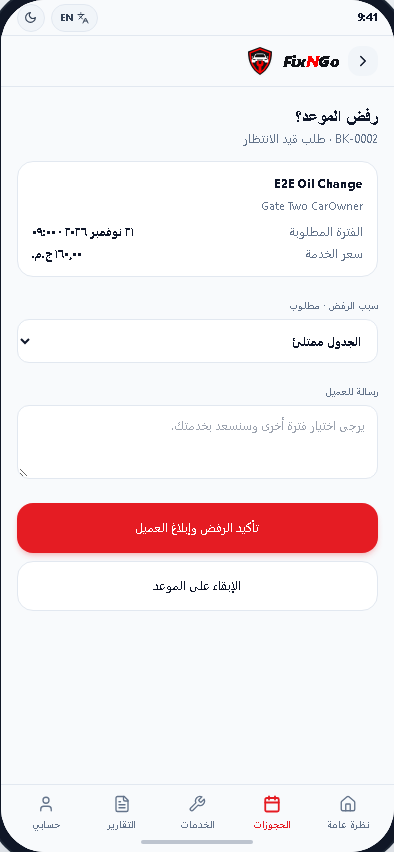 9:41
EN
FixNGo
رفض الموعد؟
BK-0002 · طلب قيد الانتظار
E2E Oil Change
Gate Two CarOwner
الفترة المطلوبة ٢١ نوفمبر ٢٠٢٦ · ٠٩:٠٠
سعر الخدمة ١٦٠٫٠٠ ج.م.
سبب الرفض · مطلوب
الجدول ممتلئ
رسالة للعميل
يرجى اختيار فترة أخرى وسنسعد بخدمتك.
تأكيد الرفض وإبلاغ العميل
الإبقاء على الموعد
نظرة عامة
الحجوزات
الخدمات
التقارير
حسابي